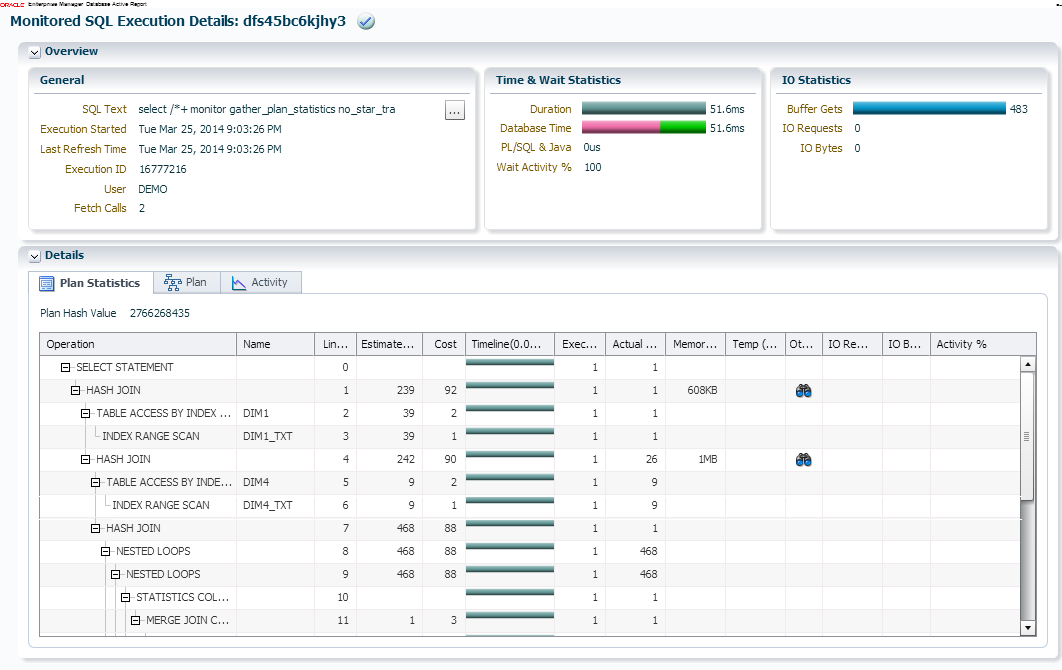 ORACLE Enterprise Manager Database Active Report
Monitored SQL Execution Details: dfs45bc6kjhy3
Overview
General
SQL Text select /*+ monitor gather_plan_statistics no_star_tra ...
Execution Started Tue Mar 25, 2014 9:03:26 PM
Last Refresh Time Tue Mar 25, 2014 9:03:26 PM
Execution ID 16777216
User DEMO
Fetch Calls 2
Time & Wait Statistics
Duration 51.6ms
Database Time 51.6ms
PL/SQL & Java 0us
Wait Activity % 100
IO Statistics
Buffer Gets 483
IO Requests 0
IO Bytes 0
Details
Plan Statistics Plan Activity
Plan Hash Value 2766268435
Operation Name Lin... Estimate... Cost Timeline(0.0... Exec... Actual ... Memor... Temp (... Ot... IO Re... IO B... Activity %
SELECT STATEMENT 0 1 1
HASH JOIN 1 239 92 1 1 608KB
TABLE ACCESS BY INDEX ... DIM1 2 39 2 1 1
INDEX RANGE SCAN DIM1_TXT 3 39 1 1 1
HASH JOIN 4 242 90 1 26 1MB
TABLE ACCESS BY INDE... DIM4 5 9 2 1 9
INDEX RANGE SCAN DIM4_TXT 6 9 1 1 9
HASH JOIN 7 468 88 1 1
NESTED LOOPS 8 468 88 1 468
NESTED LOOPS 9 468 88 1 468
STATISTICS COL... 10 1 1
MERGE JOIN C... 11 1 3 1 1